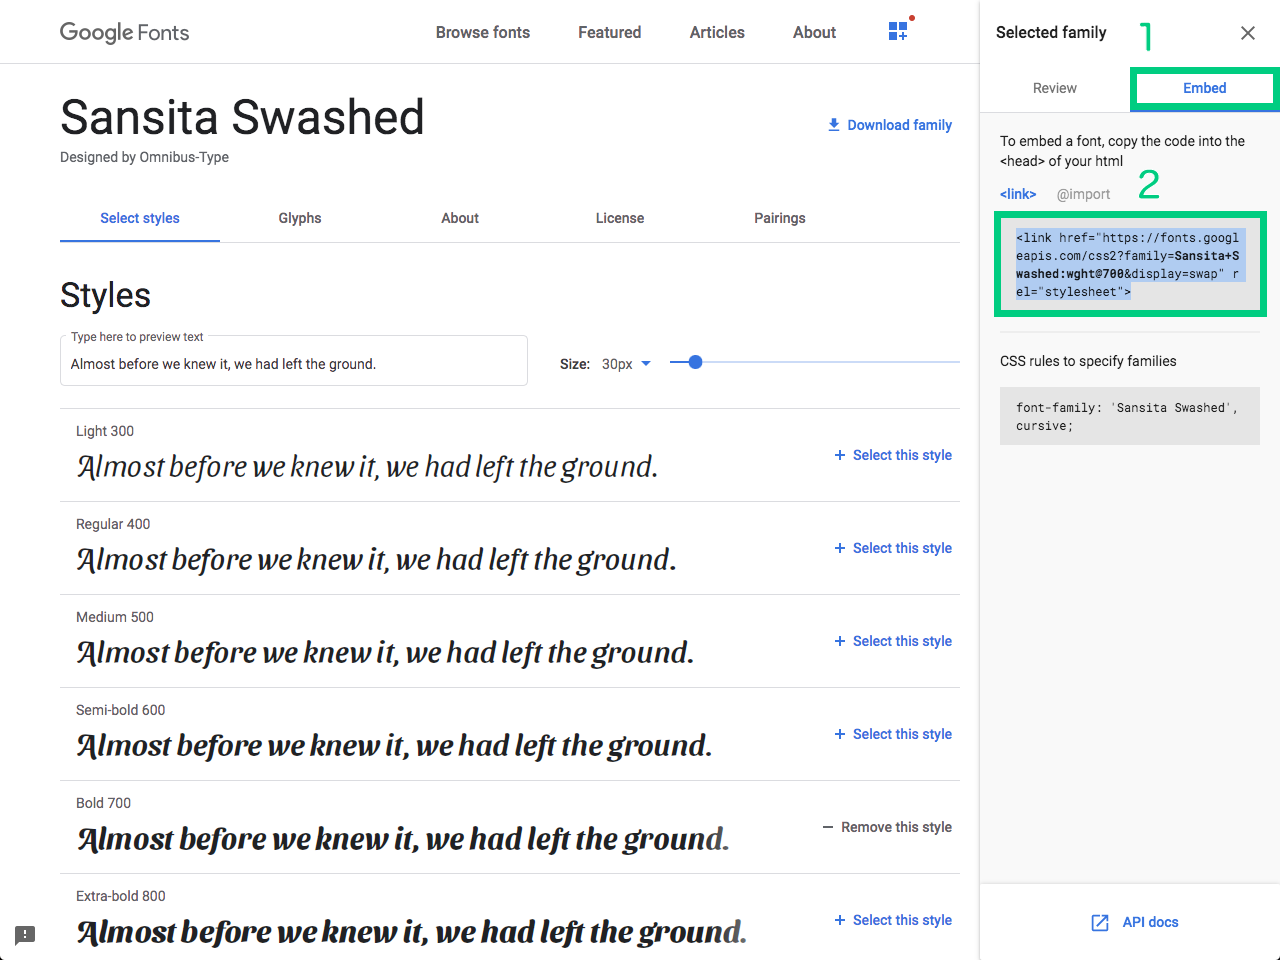 Google Fonts
Browse fonts
Featured
Articles
About
Sansita Swashed
Designed by Omnibus-Type
Download family
Select styles
Glyphs
About
License
Pairings
Styles
Type here to preview text
Almost before we knew it, we had left the ground.
Size: 30px
Light 300
Almost before we knew it, we had left the ground.
+ Select this style
Regular 400
Almost before we knew it, we had left the ground.
+ Select this style
Medium 500
Almost before we knew it, we had left the ground.
+ Select this style
Semi-bold 600
Almost before we knew it, we had left the ground.
+ Select this style
Bold 700
Almost before we knew it, we had left the ground.
− Remove this style
Extra-bold 800
Almost before we knew it, we had left the ground.
+ Select this style
Selected family
1
Review
Embed
To embed a font, copy the code into the
<head> of your html
<link>
@import
2
<link href="https://fonts.googl
eapis.com/css2?family=Sansita+S
washed:wght@700&display=swap" r
el="stylesheet">
CSS rules to specify families
font-family: 'Sansita Swashed',
cursive;
API docs